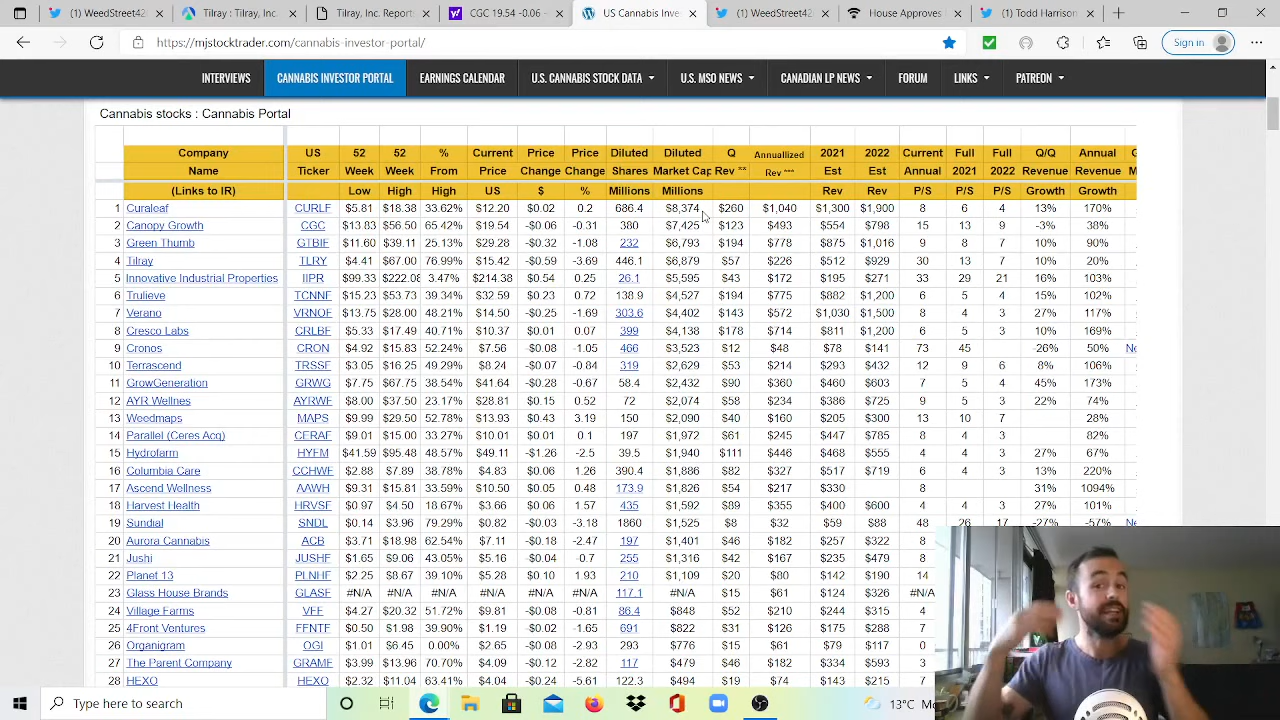 (2) $WEED.CA $
Tilray : Tilray: Inv
Tilray, Inc. - Rep
CGC 19.54 -0.06 -
US Cannabis Inve
(2) $WEED.CA $
House Approves
Todd Harrison
https://mjstocktrader.com/cannabis-investor-portal/
Sign in
INTERVIEWS CANNABIS INVESTOR PORTAL EARNINGS CALENDAR U.S. CANNABIS STOCK DATA U.S. MSO NEWS CANADIAN LP NEWS FORUM LINKS PATREON
Cannabis stocks : Cannabis Portal
Company US 52 52 % Current Price Price Diluted Diluted Q Annuallized 2021 2022 Current Full Full Q/Q Annual
Name Ticker Week Week From Price Change Change Shares Market Cap Rev ** Rev *** Est Est Annual 2021 2022 Revenue Revenue
(Links to IR) Low High High US $ % Millions Millions Rev Rev P/S P/S P/S Growth Growth
1 Curaleaf CURLF $5.81 $18.38 33.62% $12.20 $0.02 0.2 686.4 $8,374 $260 $1,040 $1,300 $1,900 8 6 4 13% 170%
2 Canopy Growth CGC $13.83 $56.50 65.42% $19.54 -$0.06 -0.31 380 $7,425 $123 $493 $554 $798 15 13 9 -3% 38%
3 Green Thumb GTBIF $11.60 $39.11 25.13% $29.28 -$0.32 -1.08 232 $6,793 $194 $778 $875 $1,016 9 8 7 10% 90%
4 Tilray TLRY $4.41 $67.00 76.99% $15.42 -$0.59 -3.69 446.1 $6,879 $57 $226 $512 $929 30 13 7 10% 20%
5 Innovative Industrial Properties IIPR $99.33 $222.08 3.47% $214.38 $0.54 0.25 26.1 $5,595 $43 $172 $195 $271 33 29 21 16% 103%
6 Trulieve TCNNF $15.23 $53.73 39.34% $32.59 $0.23 0.72 138.9 $4,527 $194 $775 $882 $1,200 6 5 4 15% 102%
7 Verano VRNOF $13.75 $28.00 48.21% $14.50 -$0.25 -1.69 303.6 $4,402 $143 $572 $1,030 $1,500 8 4 3 27% 117%
8 Cresco Labs CRLBF $5.33 $17.49 40.71% $10.37 $0.01 0.07 399 $4,138 $178 $714 $811 $1,200 6 5 3 10% 169%
9 Cronos CRON $4.92 $15.83 52.24% $7.56 -$0.08 -1.05 466 $3,523 $12 $48 $78 $141 73 45 -26% 50%
10 Terrascend TRSSF $3.05 $16.25 49.29% $8.24 -$0.07 -0.84 319 $2,629 $53 $214 $293 $432 12 9 6 8% 106%
11 GrowGeneration GRWG $7.75 $67.75 38.54% $41.64 -$0.28 -0.67 58.4 $2,432 $90 $360 $460 $603 7 5 4 45% 173%
12 AYR Wellnes AYRWF $8.00 $37.50 23.17% $28.81 $0.15 0.52 72 $2,074 $58 $234 $386 $725 9 5 3 22% 74%
13 Weedmaps MAPS $9.99 $29.50 52.78% $13.93 $0.43 3.19 150 $2,090 $40 $160 $205 $300 13 10 7 28%
14 Parallel (Ceres Acq) CERAF $9.01 $15.00 33.27% $10.01 $0.01 0.1 197 $1,972 $61 $245 $447 $785 8 4 3 82%
15 Hydrofarm HYFM $41.59 $95.48 48.57% $49.11 -$1.26 -2.5 39.5 $1,940 $111 $446 $468 $555 4 4 3 27% 67%
16 Columbia Care CCHWF $2.88 $7.89 38.78% $4.83 $0.06 1.26 390.4 $1,886 $82 $327 $517 $719 6 4 3 13% 220%
17 Ascend Wellness AAWH $9.31 $15.81 33.59% $10.50 $0.05 0.48 173.9 $1,826 $54 $217 $330 8 31% 1094%
18 Harvest Health HRVSF $0.97 $4.50 18.67% $3.66 $0.06 1.57 435 $1,592 $89 $355 $400 $600 4 4 3 27% 101%
19 Sundial SNDL $0.14 $3.96 79.29% $0.82 -$0.03 -3.18 1860 $1,525 $8 $32 $59 $88 48 26 17 -27% -57%
20 Aurora Cannabis ACB $3.71 $18.98 62.54% $7.11 -$0.18 -2.47 197 $1,401 $46 $182 $257 $322 8
21 Jushi JUSHF $1.65 $9.06 43.05% $5.16 -$0.04 -0.7 255 $1,316 $42 $167 $226 $479 8
22 Planet 13 PLNHF $2.25 $8.67 39.10% $5.28 $0.10 1.93 210 $1,109 $20 $80 $142 $190 14
23 Glass House Brands GLASF #N/A #N/A #N/A #N/A #N/A #N/A 117.1 #N/A $15 $61 $124 $326 #N/A
24 Village Farms VFF $4.27 $20.32 51.72% $9.81 -$0.08 -0.81 86.4 $848 $52 $210 $244 $315 4
25 4Front Ventures FFNTF $0.50 $1.98 39.90% $1.19 -$0.03 -1.65 691 $822 $31 $126 $175 $288 7
26 Organigram OGI $1.01 $6.45 0.00% $2.65 -$0.08 -2.93 293 $776 $15 $61 $79 $117 0
27 The Parent Company GRAMF $3.99 $13.96 70.70% $4.09 -$0.12 -2.82 117 $479 $46 $182 $234 $593 3
28 HEXO HEXO $2.32 $11.04 63.41% $4.04 -$0.24 -5.61 122.3 $494 $19 $74 $143 $215 7
Type here to search
13°C